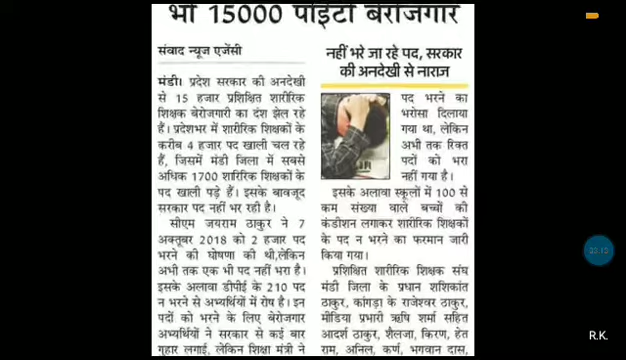 भी 15000 पीईटी बेरोजगार
संवाद न्यूज एजेंसी
मंडी। प्रदेश सरकार की अनदेखी
से 15 हजार प्रशिक्षित शारीरिक
शिक्षक बेरोजगारी का दंश झेल रहे
हैं। प्रदेशभर में शारीरिक शिक्षकों के
करीब 4 हजार पद खाली चल रहे
हैं, जिसमें मंडी जिला में सबसे
अधिक 1700 शारीरिक शिक्षकों के
पद खाली पड़े हैं। इसके बावजूद
सरकार पद नहीं भर रही है।
सीएम जयराम ठाकुर ने 7
अक्तूबर 2018 को 2 हजार पद
भरने की घोषणा की थी,लेकिन
अभी तक एक भी पद नहीं भरा है।
इसके अलावा डीपीई के 210 पद
न भरने से अभ्यर्थियों में रोष है। इन
पदों को भरने के लिए बेरोजगार
अभ्यर्थियों ने सरकार से कई बार
गुहार लगाई, लेकिन शिक्षा मंत्री ने
नहीं भरे जा रहे पद, सरकार
की अनदेखी से नाराज
पद भरने का
भरोसा दिलाया
गया था, लेकिन
अभी तक रिक्त
पदों को भरा
नहीं गया है।
इसके अलावा स्कूलों में 100 से
कम संख्या वाले बच्चों की
कंडीशन लगाकर शारीरिक शिक्षकों
के पद न भरने का फरमान जारी
किया गया।
प्रशिक्षित शारीरिक शिक्षक संघ
मंडी जिला के प्रधान शशिकांत
ठाकुर, कांगड़ा के राजेश्वर ठाकुर,
मीडिया प्रभारी ऋषि शर्मा सहित
आदर्श ठाकुर, शैलजा, किरण, हेत
राम, अनिल, कर्ण, भगवान दास,
R.K.